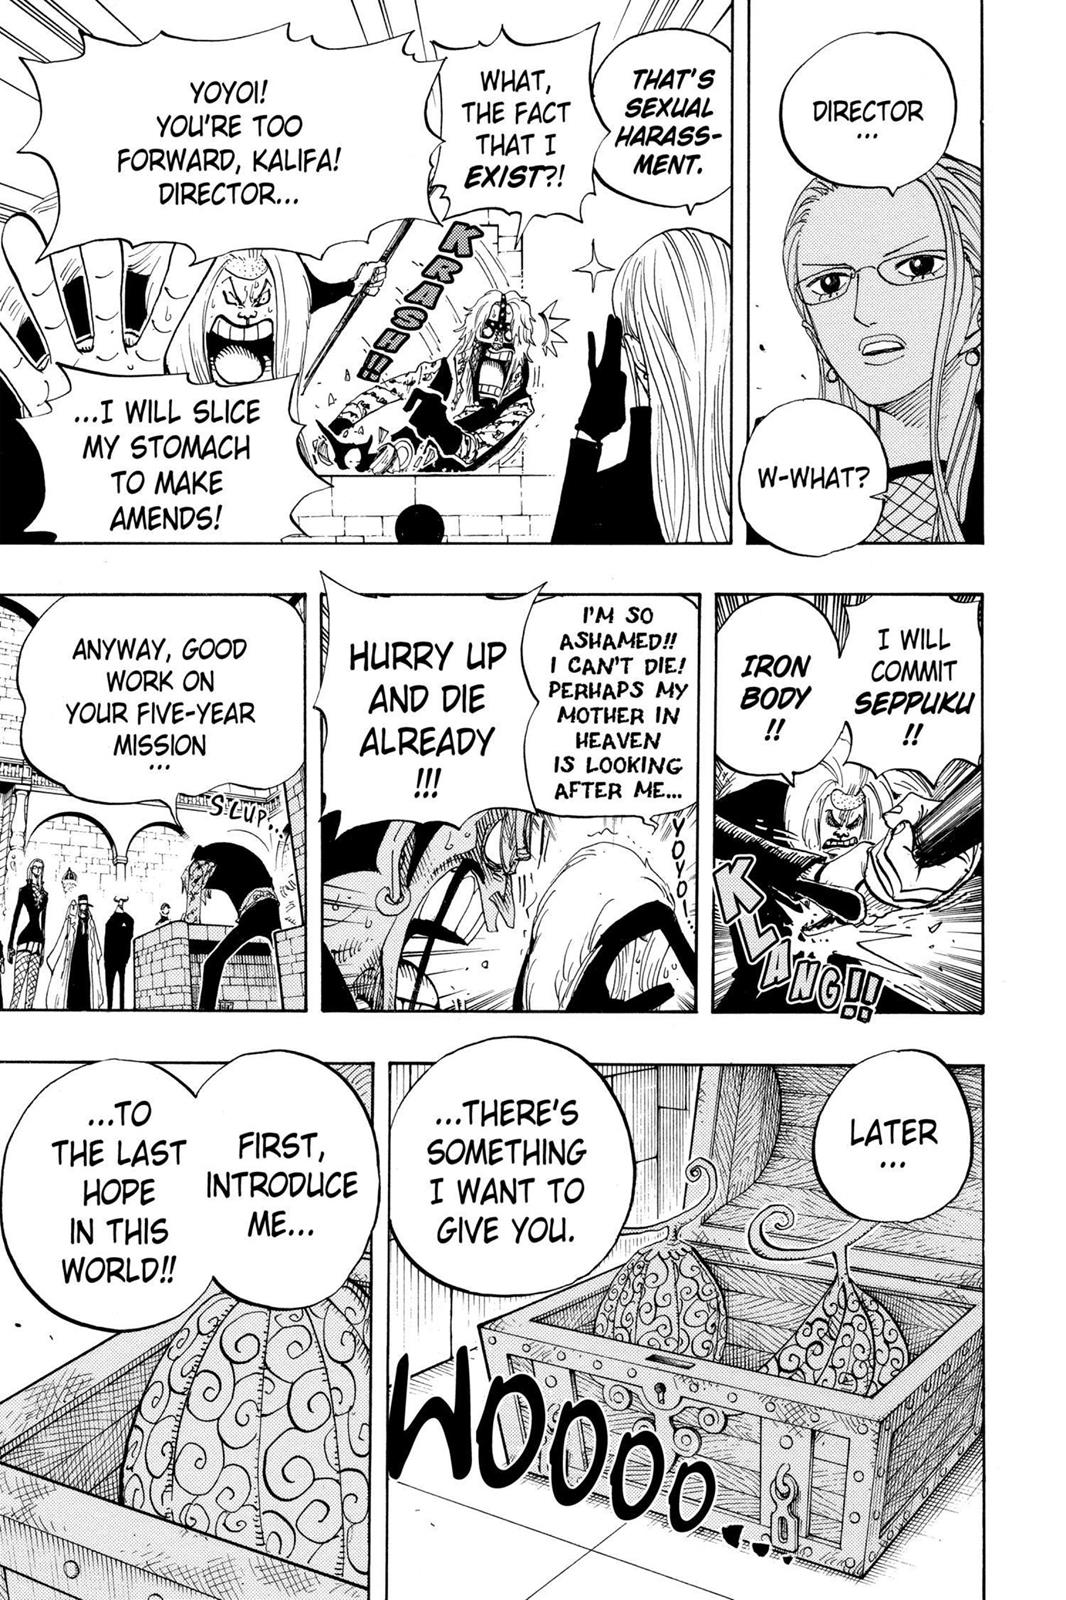 DIRECTOR
...
W-WHAT?
THAT'S
SEXUAL
HARASS-
MENT.
WHAT,
THE FACT
THAT I
EXIST?!
KRASH!!
YOYOI!
YOU'RE TOO
FORWARD, KALIFA!
DIRECTOR...
...I WILL SLICE
MY STOMACH
TO MAKE
AMENDS!
I WILL
COMMIT
SEPPUKU
!!
IRON
BODY
!!
KLANG!!
I'M SO
ASHAMED!!
I CAN'T DIE!
PERHAPS MY
MOTHER IN
HEAVEN
IS LOOKING
AFTER ME...
YOYOI
HURRY UP
AND DIE
ALREADY
!!!
ANYWAY, GOOD
WORK ON
YOUR FIVE-YEAR
MISSION
...
SLUP...
LATER
...
...THERE'S
SOMETHING
I WANT TO
GIVE YOU.
WOOOO...
FIRST,
INTRODUCE
ME...
...TO
THE LAST
HOPE
IN THIS
WORLD!!